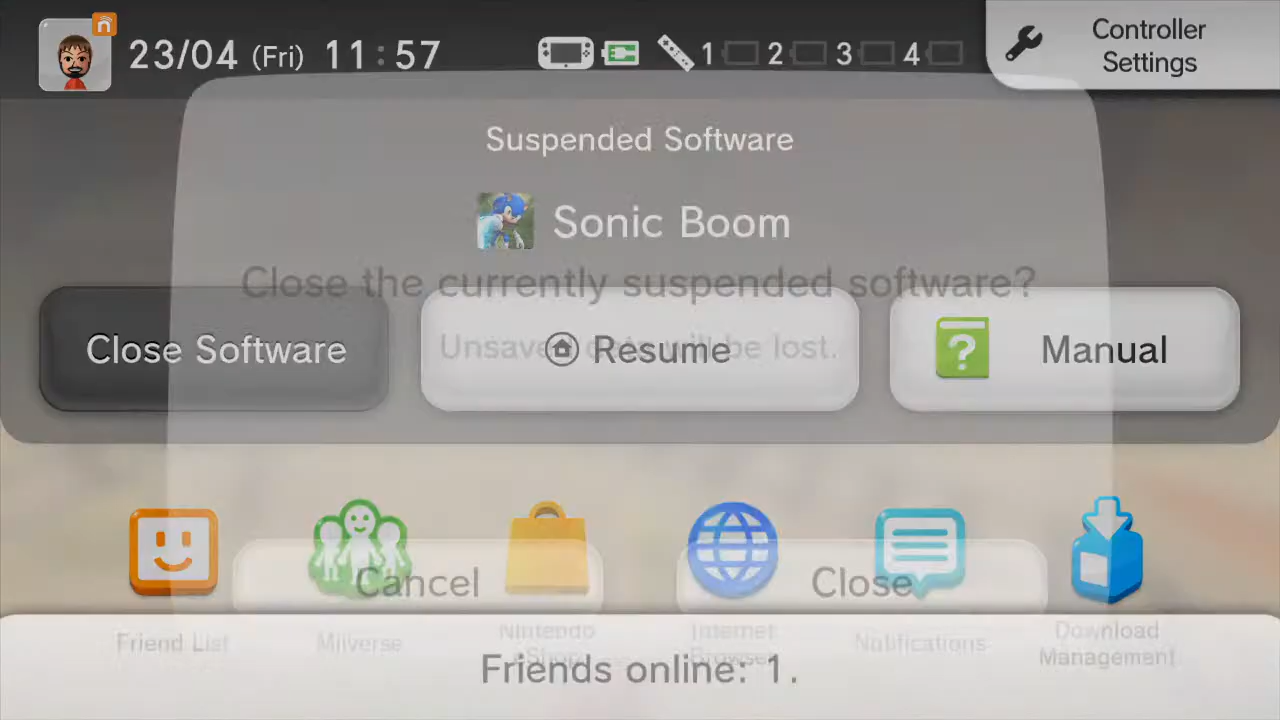 23/04 (Fri) 11:57
1 2 3 4
Controller
Settings
Suspended Software
Sonic Boom
Close the currently suspended software?
Unsaved data will be lost.
Close Software
Resume
?
Manual
Cancel
Close
Friend List
Miiverse
Nintendo
eShop
Internet
Browser
Notifications
Download
Management
Friends online: 1.